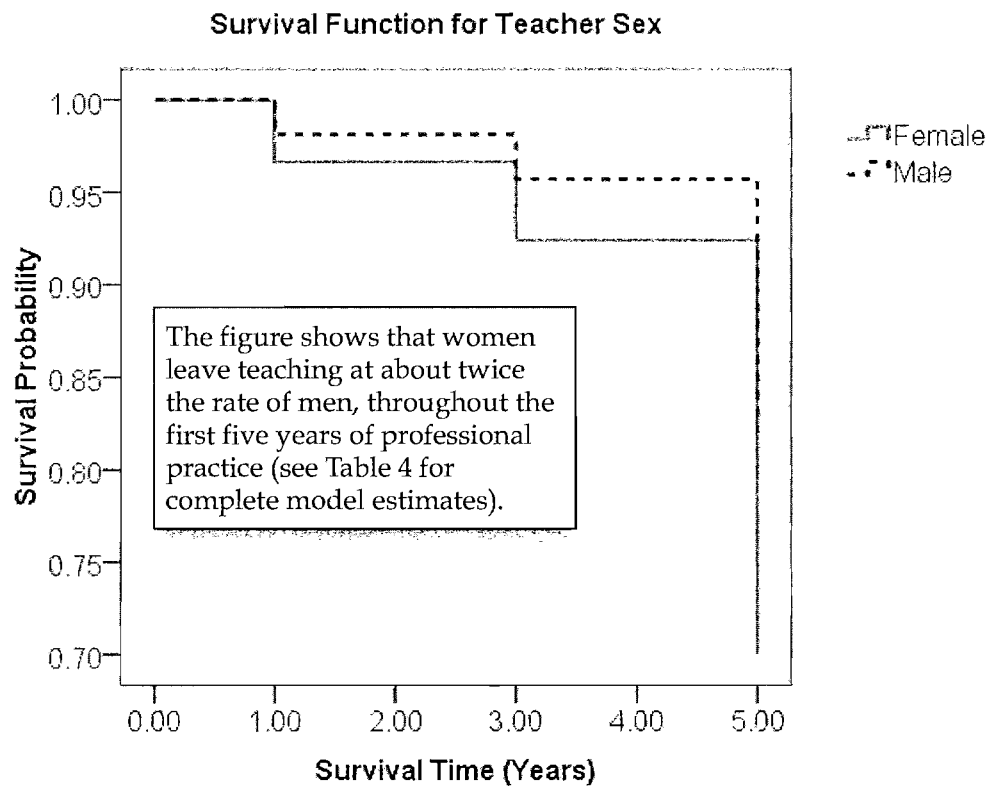 Survival Function for Teacher Sex
1.00
0.95
0.90
0.85
0.80
0.75
0.70
Survival Probability
Female
Male
The figure shows that women
leave teaching at about twice
the rate of men, throughout the
first five years of professional
practice (see Table 4 for
complete model estimates).
0.00 1.00 2.00 3.00 4.00 5.00
Survival Time (Years)